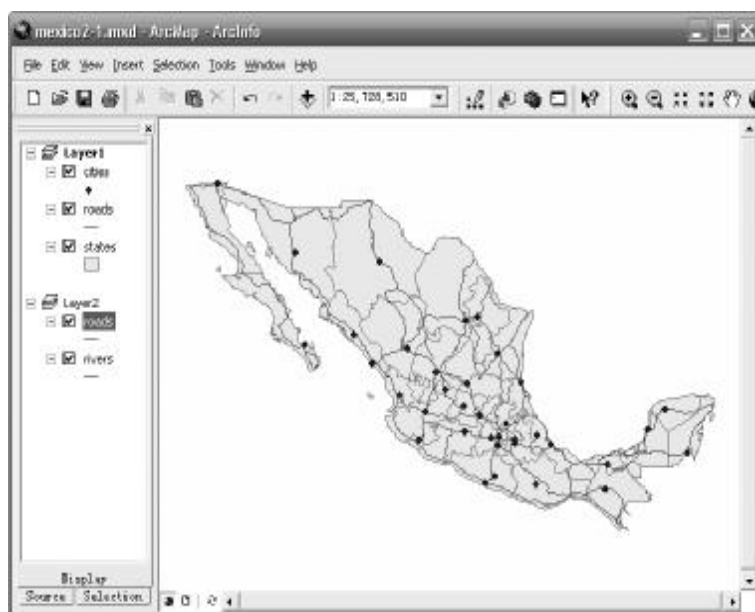 mexico2-1.mxd - ArcMap - ArcInfo
File Edit View Insert Selection Tools Window Help
1:25,720,510
Layer1
cities
roads
states
Layer2
roads
rivers
Display
Source Selection